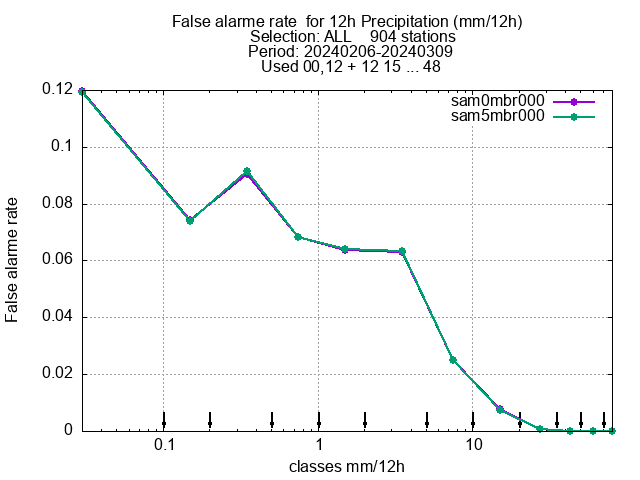 False alarme rate  for 12h Precipitation (mm/12h)
Selection: ALL    904 stations
Period: 20240206-20240309
Used 00,12 + 12 15 ... 48
sam0mbr000
sam5mbr000
0.12
0.1
0.08
0.06
0.04
0.02
0
False alarme rate
0.1
1
10
classes mm/12h